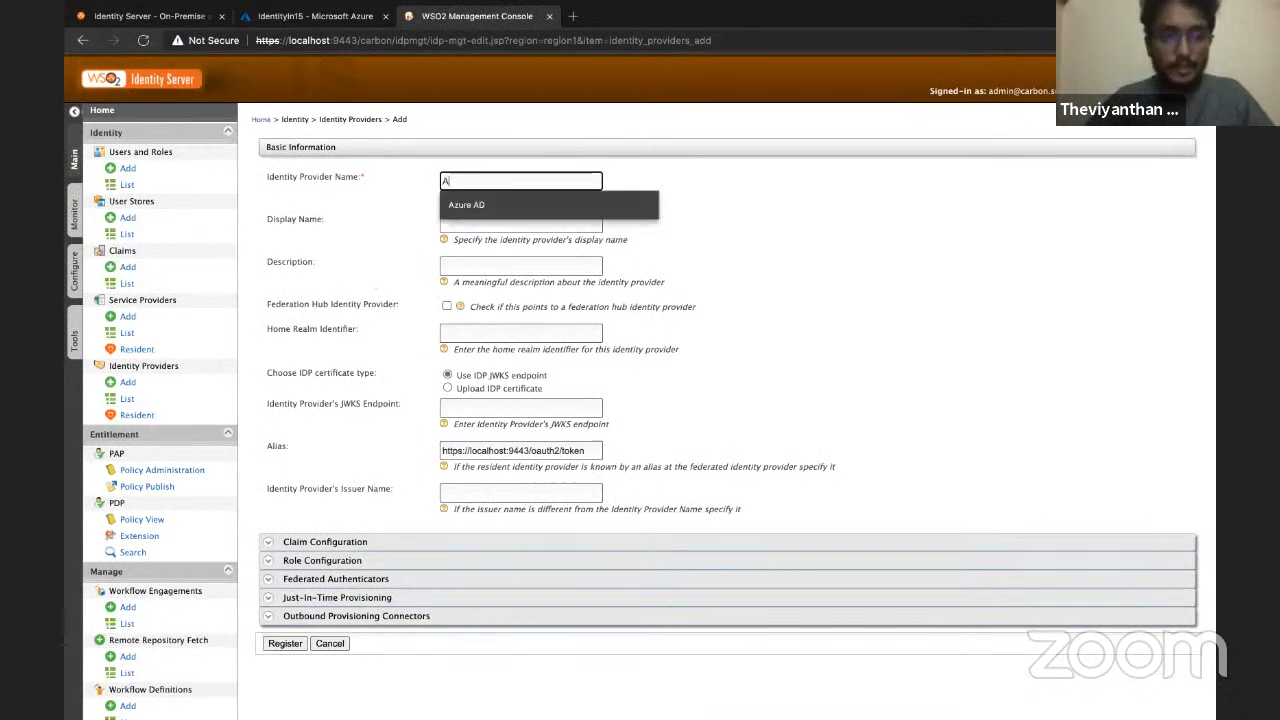 Identity Server - On-Premise
IdentityIn15 - Microsoft Azure
WSO2 Management Console
Not Secure
https://localhost:9443/carbon/idpmgt/idp-mgt-edit.jsp?region=region1&item=identity_providers_add
WSO2 Identity Server
Signed-in as: admin@carbon.s
Theviyanthan ...
Home
Home > Identity > Identity Providers > Add
Main
Monitor
Configure
Tools
Identity
Users and Roles
Add
List
User Stores
Add
List
Claims
Add
List
Service Providers
Add
List
Resident
Identity Providers
Add
List
Resident
Entitlement
PAP
Policy Administration
Policy Publish
PDP
Policy View
Extension
Search
Manage
Workflow Engagements
Add
List
Remote Repository Fetch
Add
List
Workflow Definitions
Add
Basic Information
Identity Provider Name:*
A
Azure AD
Display Name:
Specify the identity provider's display name
Description:
A meaningful description about the identity provider
Federation Hub Identity Provider:
Check if this points to a federation hub identity provider
Home Realm Identifier:
Enter the home realm identifier for this identity provider
Choose IDP certificate type:
Use IDP JWKS endpoint
Upload IDP certificate
Identity Provider's JWKS Endpoint:
Enter Identity Provider's JWKS endpoint
Alias:
https://localhost:9443/oauth2/token
If the resident identity provider is known by an alias at the federated identity provider specify it
Identity Provider's Issuer Name:
If the issuer name is different from the Identity Provider Name specify it
Claim Configuration
Role Configuration
Federated Authenticators
Just-In-Time Provisioning
Outbound Provisioning Connectors
Register
Cancel
zoom